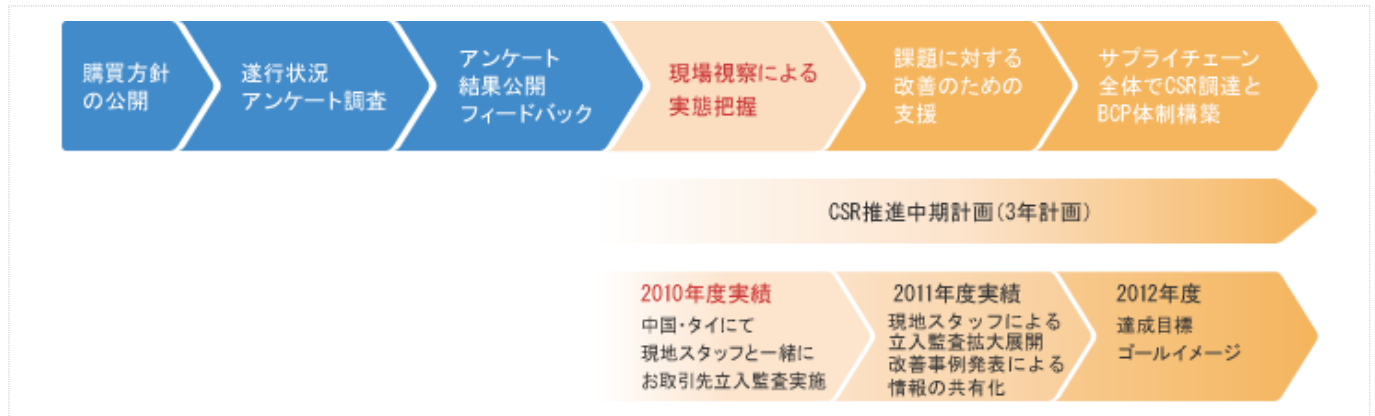 購買方針
の公開
遂行状況
アンケート調査
アンケート
結果公開
フィードバック
現場視察による
実態把握
課題に対する
改善のための
支援
サプライチェーン
全体でCSR調達と
BCP体制構築
CSR推進中期計画(3年計画)
2010年度実績
中国・タイにて
現地スタッフと一緒に
お取引先立入監査実施
2011年度実績
現地スタッフによる
立入監査拡大展開
改善事例発表による
情報の共有化
2012年度
達成目標
ゴールイメージ